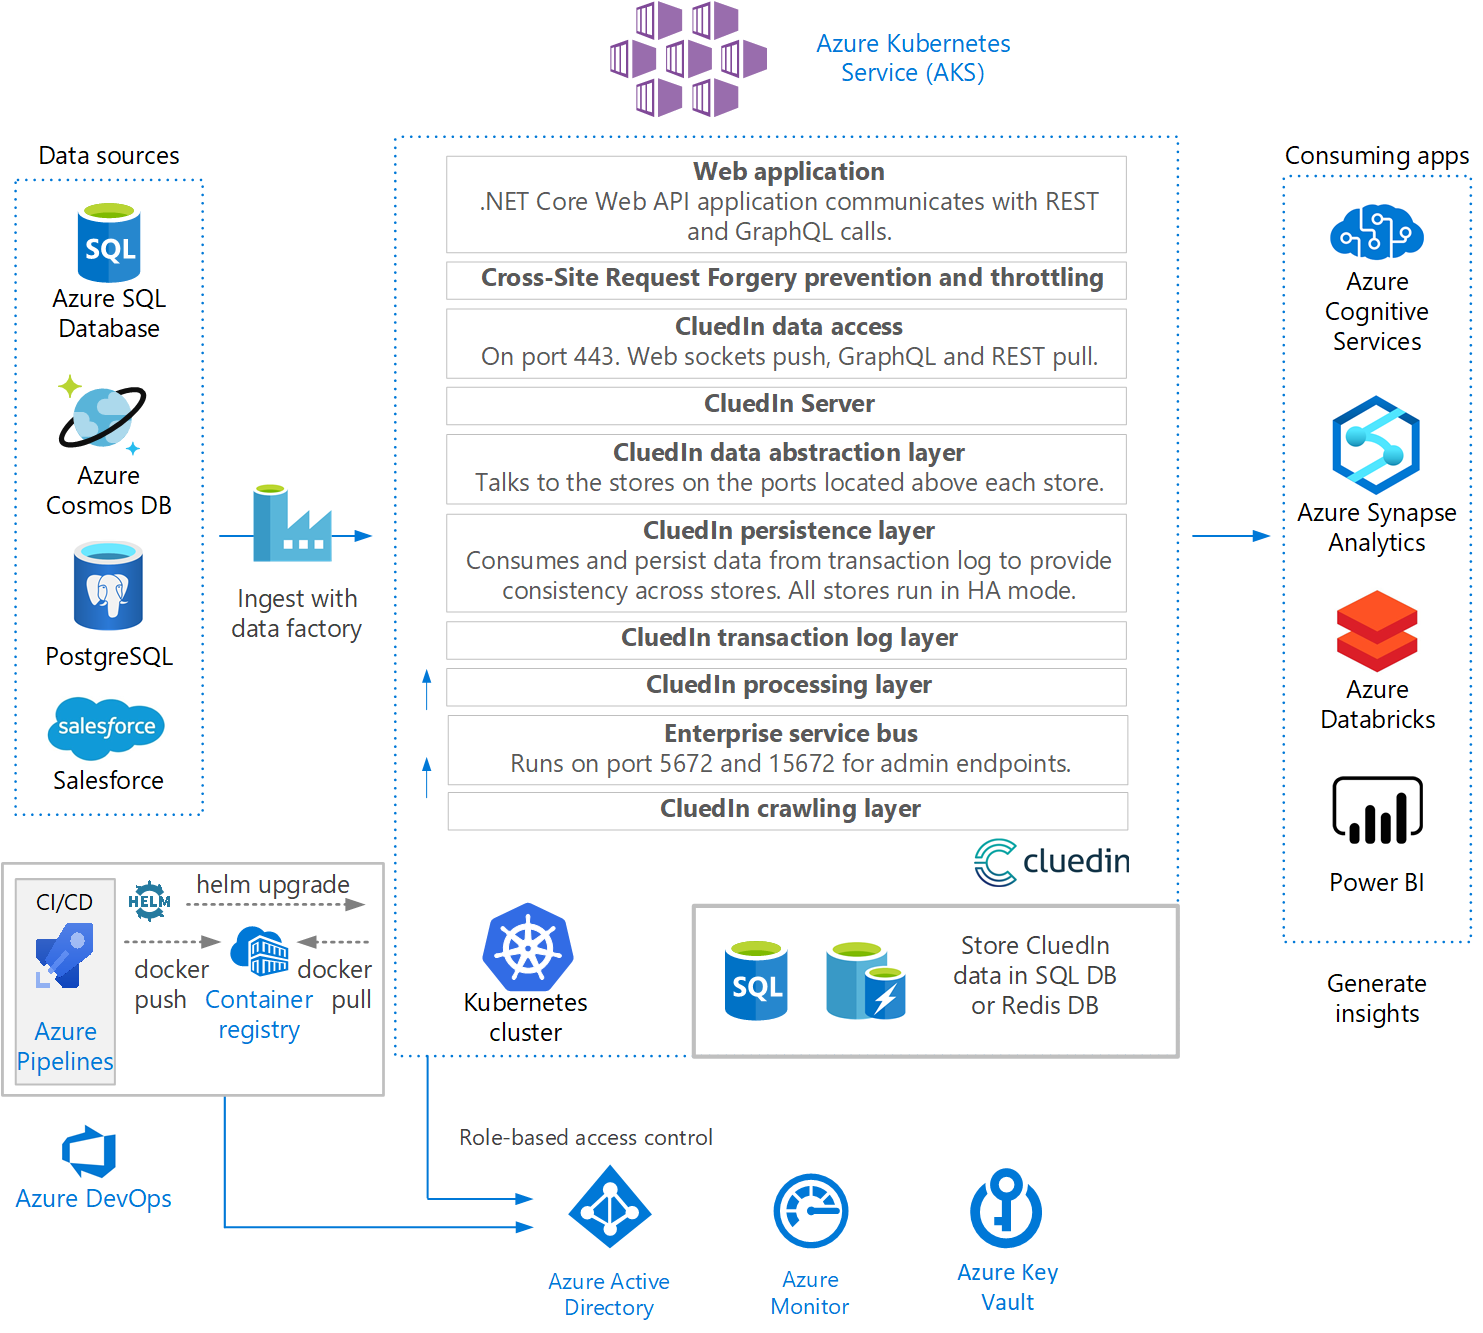 Azure Kubernetes
Service (AKS)
Data sources
SQL
Azure SQL
Database
Azure
Cosmos DB
PostgreSQL
salesforce
Salesforce
Ingest with
data factory
Web application
.NET Core Web API application communicates with REST
and GraphQL calls.
Cross-Site Request Forgery prevention and throttling
CluedIn data access
On port 443. Web sockets push, GraphQL and REST pull.
CluedIn Server
CluedIn data abstraction layer
Talks to the stores on the ports located above each store.
CluedIn persistence layer
Consumes and persist data from transaction log to provide
consistency across stores. All stores run in HA mode.
CluedIn transaction log layer
CluedIn processing layer
Enterprise service bus
Runs on port 5672 and 15672 for admin endpoints.
CluedIn crawling layer
cluedin
Kubernetes
cluster
SQL
Store CluedIn
data in SQL DB
or Redis DB
Consuming apps
Azure
Cognitive
Services
Azure Synapse
Analytics
Azure
Databricks
Power BI
Generate
insights
CI/CD
Azure
Pipelines
HELM
helm upgrade
docker
push
Container
registry
docker
pull
Azure DevOps
Role-based access control
Azure Active
Directory
Azure
Monitor
Azure Key
Vault